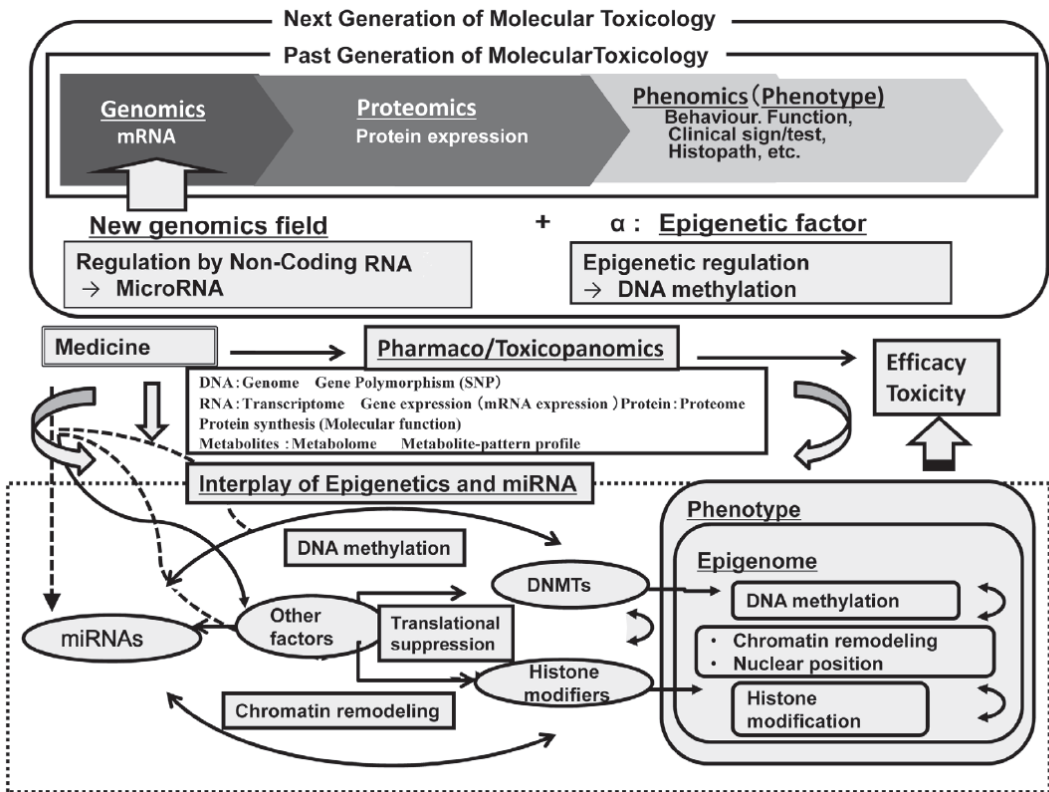 Next Generation of Molecular Toxicology
Past Generation of MolecularToxicology
Genomics
mRNA
Proteomics
Protein expression
Phenomics(Phenotype)
Behaviour. Function,
Clinical sign/test,
Histopath, etc.
New genomics field
+ α : Epigenetic factor
Regulation by Non-Coding RNA
→ MicroRNA
Epigenetic regulation
→ DNA methylation
Medicine
Pharmaco/Toxicopanomics
Efficacy
Toxicity
DNA:Genome Gene Polymorphism (SNP)
RNA:Transcriptome Gene expression (mRNA expression )Protein:Proteome
Protein synthesis (Molecular function)
Metabolites:Metabolome Metabolite-pattern profile
Interplay of Epigenetics and miRNA
Phenotype
Epigenome
DNA methylation
DNMTs
DNA methylation
miRNAs
Other
factors
Translational
suppression
• Chromatin remodeling
• Nuclear position
Histone
modifiers
Histone
modification
Chromatin remodeling